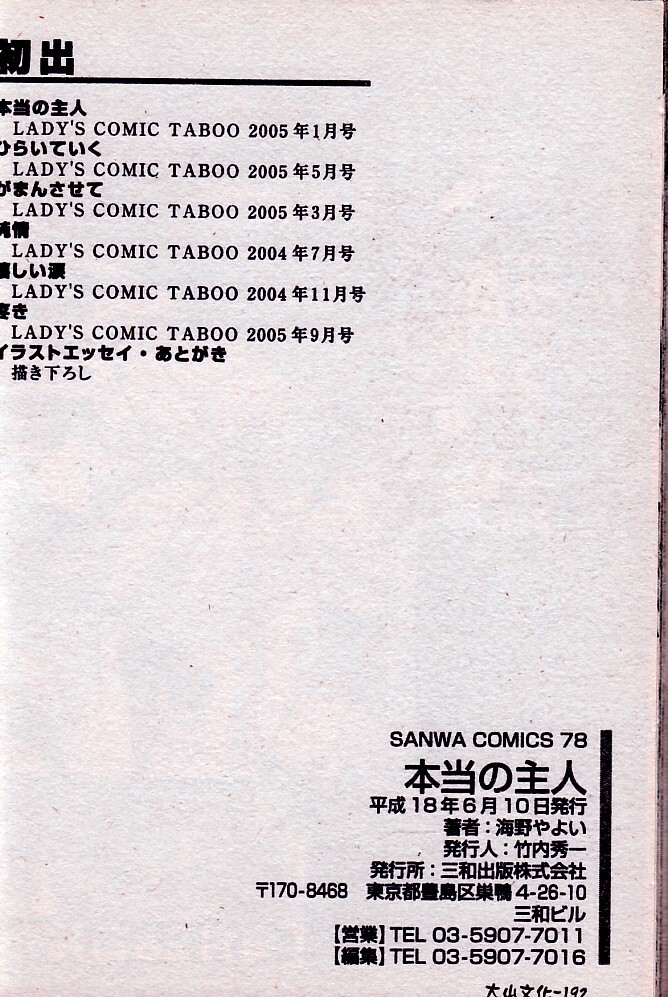 初出
本当の主人
LADY'S COMIC TABOO 2005年1月号
ひらいていく
LADY'S COMIC TABOO 2005年5月号
がまんさせて
LADY'S COMIC TABOO 2005年3月号
純情
LADY'S COMIC TABOO 2004年7月号
嬉しい涙
LADY'S COMIC TABOO 2004年11月号
疼き
LADY'S COMIC TABOO 2005年9月号
イラストエッセイ・あとがき
描き下ろし
SANWA COMICS 78
本当の主人
平成18年6月10日発行
著者：海野やよい
発行人：竹内秀一
発行所：三和出版株式会社
〒170-8468 東京都豊島区巣鴨4-26-10
三和ビル
【営業】TEL 03-5907-7011
【編集】TEL 03-5907-7016